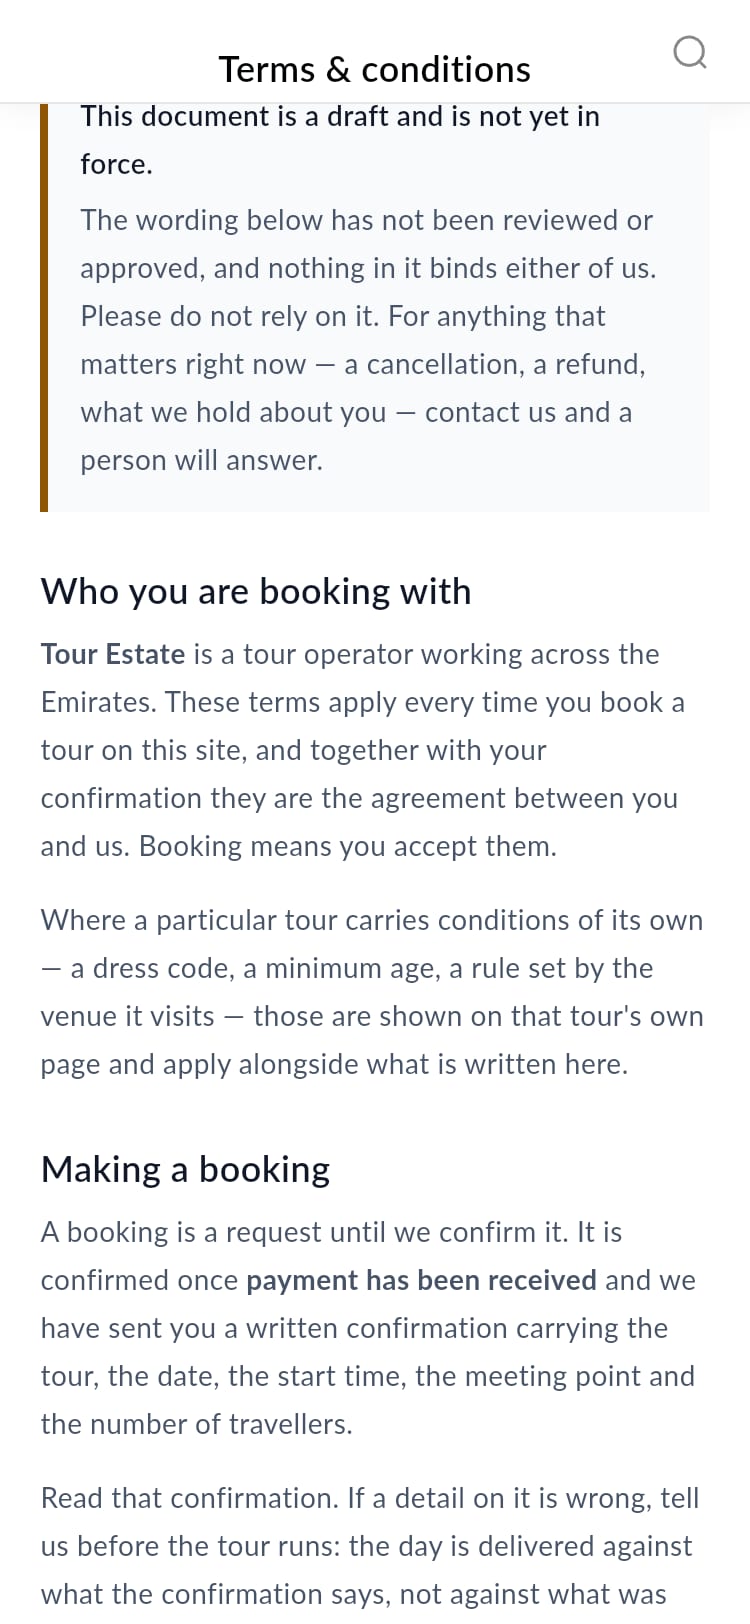 Terms & conditions
This document is a draft and is not yet in
force.
The wording below has not been reviewed or
approved, and nothing in it binds either of us.
Please do not rely on it. For anything that
matters right now — a cancellation, a refund,
what we hold about you — contact us and a
person will answer.
Who you are booking with
Tour Estate is a tour operator working across the
Emirates. These terms apply every time you book a
tour on this site, and together with your
confirmation they are the agreement between you
and us. Booking means you accept them.
Where a particular tour carries conditions of its own
— a dress code, a minimum age, a rule set by the
venue it visits — those are shown on that tour's own
page and apply alongside what is written here.
Making a booking
A booking is a request until we confirm it. It is
confirmed once payment has been received and we
have sent you a written confirmation carrying the
tour, the date, the start time, the meeting point and
the number of travellers.
Read that confirmation. If a detail on it is wrong, tell
us before the tour runs: the day is delivered against
what the confirmation says, not against what was